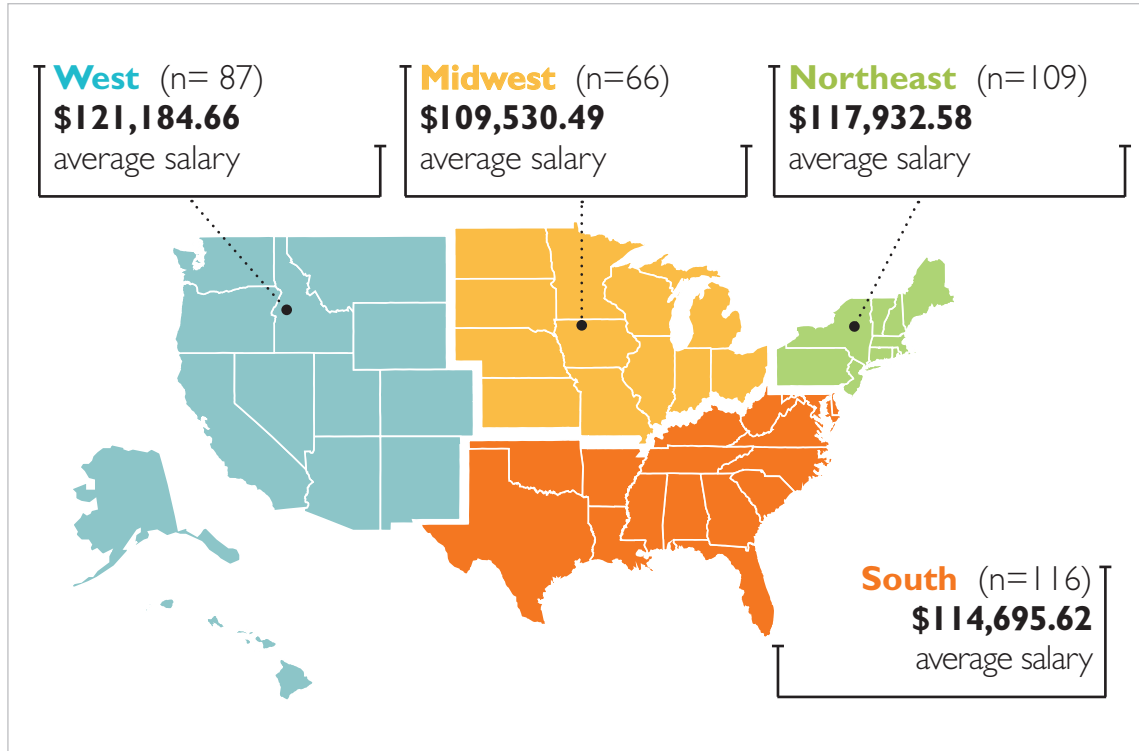 West (n= 87)
$121,184.66
average salary
Midwest (n=66)
$109,530.49
average salary
Northeast (n=109)
$117,932.58
average salary
South (n=116)
$114,695.62
average salary